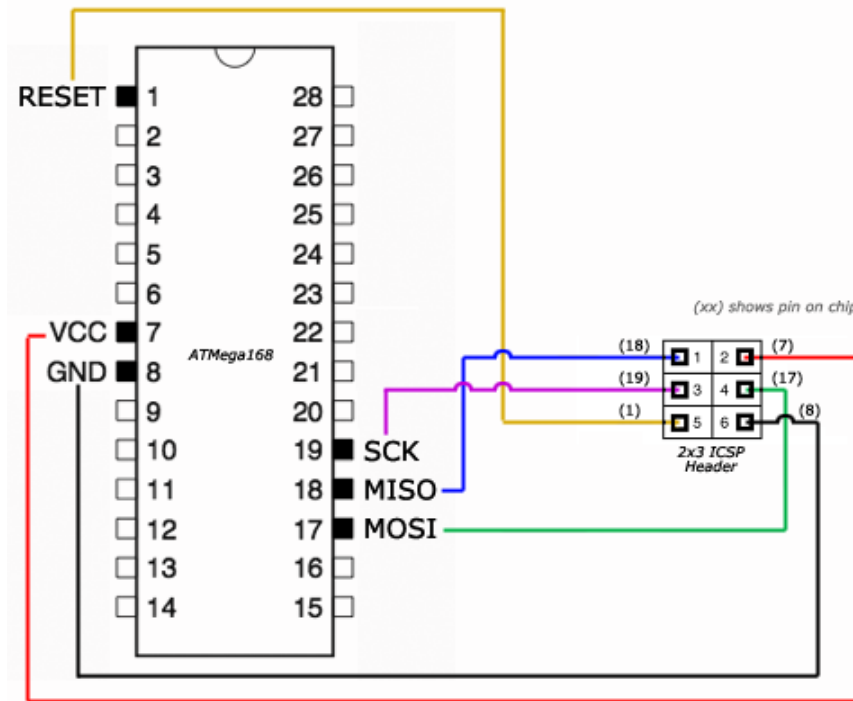 RESET 1 28
2 27
3 26
4 25
5 24
6 23
(xx) shows pin on chip
VCC 7 22
ATMega168
GND 8 21
9 20
10 19 SCK
11 18 MISO
12 17 MOSI
13 16
14 15
(18) 1 2 (7)
(19) 3 4 (17)
(1) 5 6 (8)
2x3 ICSP
Header